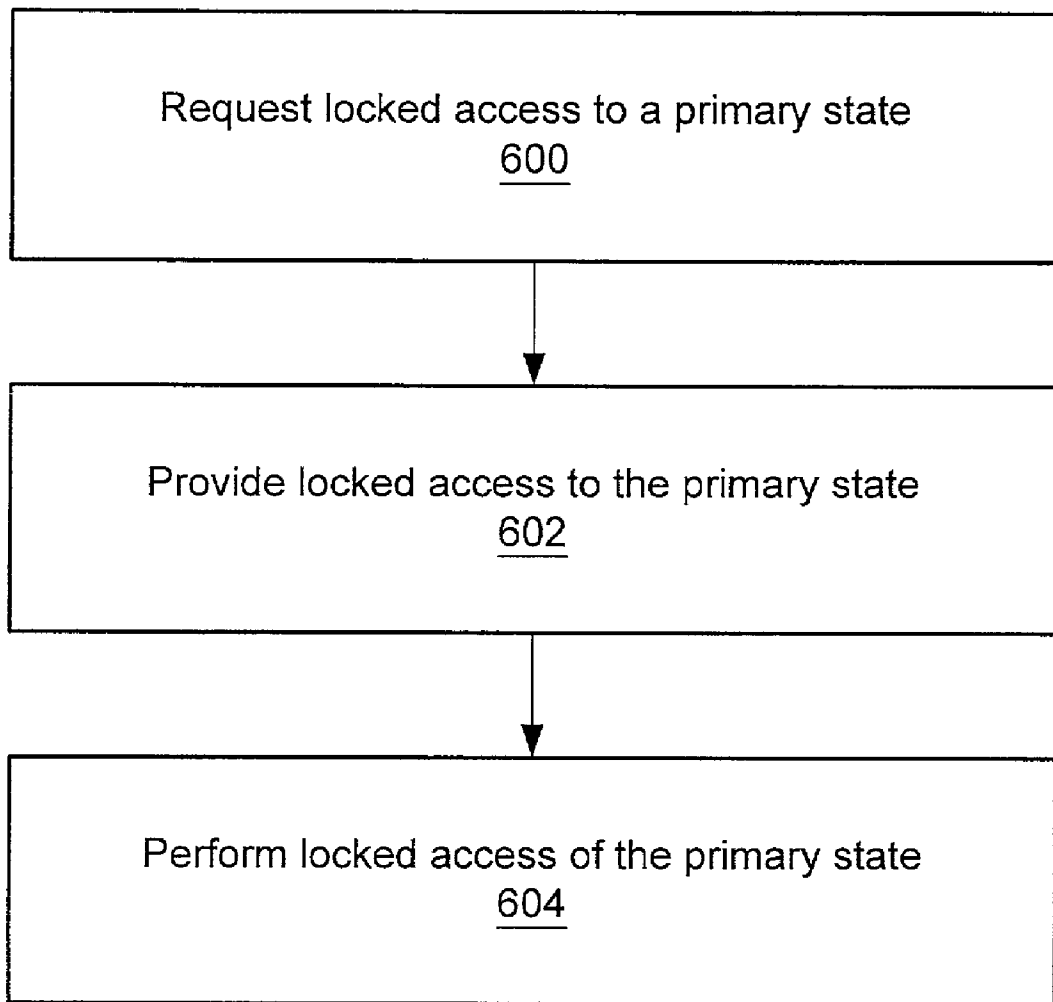 Request locked access to a primary state
600
Provide locked access to the primary state
602
Perform locked access of the primary state
604